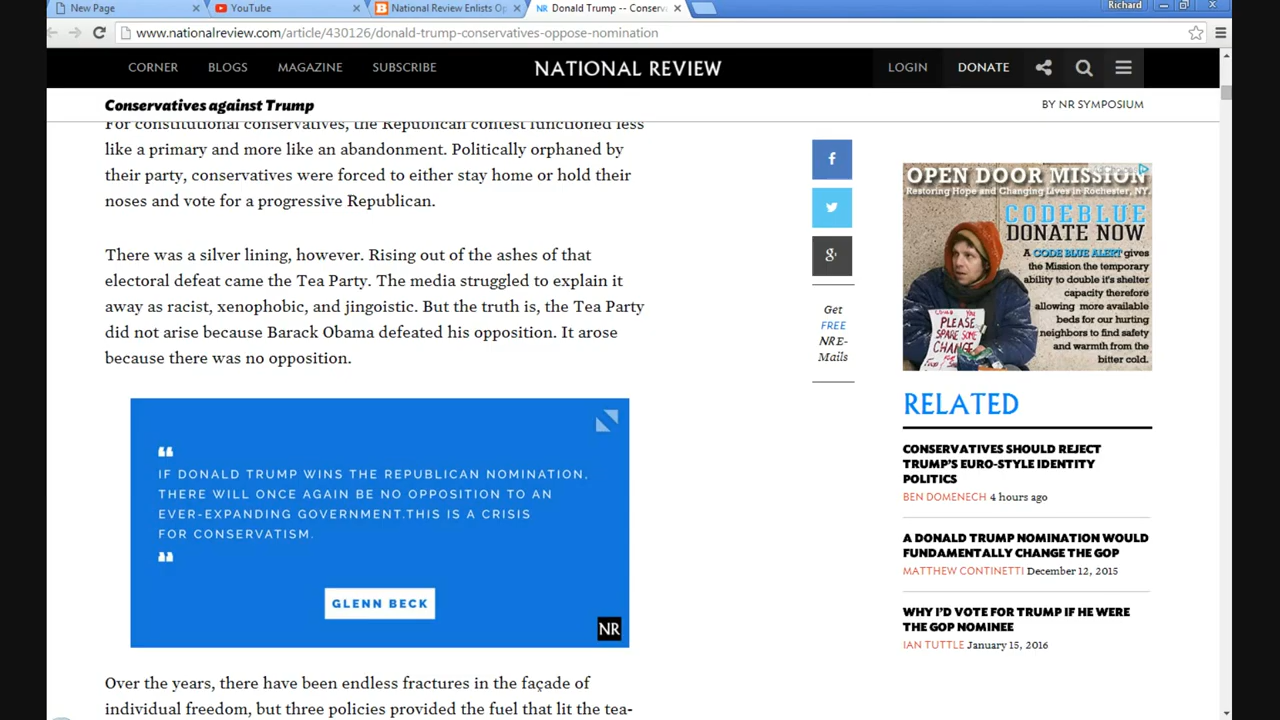 New Page
YouTube
National Review Enlists Op
NR Donald Trump -- Conserva
Richard
www.nationalreview.com/article/430126/donald-trump-conservatives-oppose-nomination
CORNER BLOGS MAGAZINE SUBSCRIBE
NATIONAL REVIEW
LOGIN DONATE
Conservatives against Trump
BY NR SYMPOSIUM
For constitutional conservatives, the Republican contest functioned less
like a primary and more like an abandonment. Politically orphaned by
their party, conservatives were forced to either stay home or hold their
noses and vote for a progressive Republican.
There was a silver lining, however. Rising out of the ashes of that
electoral defeat came the Tea Party. The media struggled to explain it
away as racist, xenophobic, and jingoistic. But the truth is, the Tea Party
did not arise because Barack Obama defeated his opposition. It arose
because there was no opposition.
“
IF DONALD TRUMP WINS THE REPUBLICAN NOMINATION,
THERE WILL ONCE AGAIN BE NO OPPOSITION TO AN
EVER-EXPANDING GOVERNMENT.THIS IS A CRISIS
FOR CONSERVATISM.
”
GLENN BECK
NR
Over the years, there have been endless fractures in the façade of
individual freedom, but three policies provided the fuel that lit the tea-
f
g+
Get
FREE
NRE-
Mails
OPEN DOOR MISSION
Restoring Hope and Changing Lives in Rochester, NY.
CODEBLUE
DONATE NOW
A CODE BLUE ALERT gives
the Mission the temporary
ability to double it's shelter
capacity therefore
allowing more available
beds for our hurting
neighbors to find safety
and warmth from the
bitter cold.
PLEASE
SPARE SOME
CHANGE
RELATED
CONSERVATIVES SHOULD REJECT
TRUMP'S EURO-STYLE IDENTITY
POLITICS
BEN DOMENECH 4 hours ago
A DONALD TRUMP NOMINATION WOULD
FUNDAMENTALLY CHANGE THE GOP
MATTHEW CONTINETTI December 12, 2015
WHY I'D VOTE FOR TRUMP IF HE WERE
THE GOP NOMINEE
IAN TUTTLE January 15, 2016